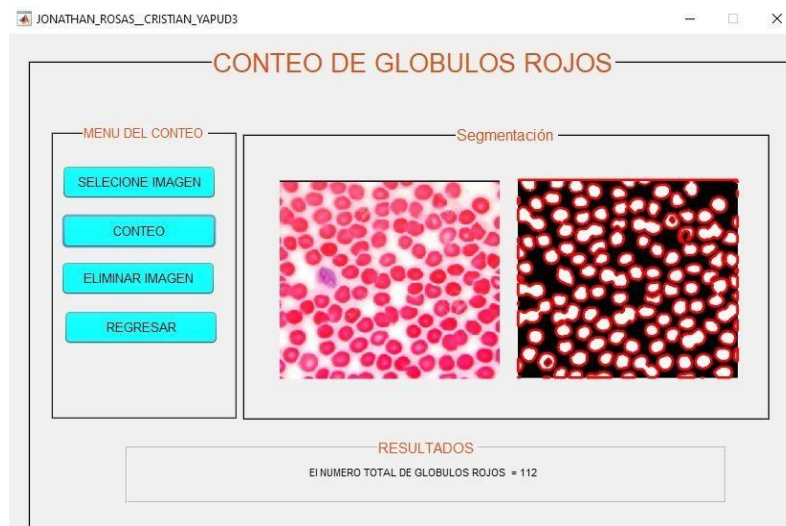 JONATHAN_ROSAS__CRISTIAN_YAPUD3
CONTEO DE GLOBULOS ROJOS
MENU DEL CONTEO
SELECIONE IMAGEN
CONTEO
ELIMINAR IMAGEN
REGRESAR
Segmentación
RESULTADOS
El NUMERO TOTAL DE GLOBULOS ROJOS = 112